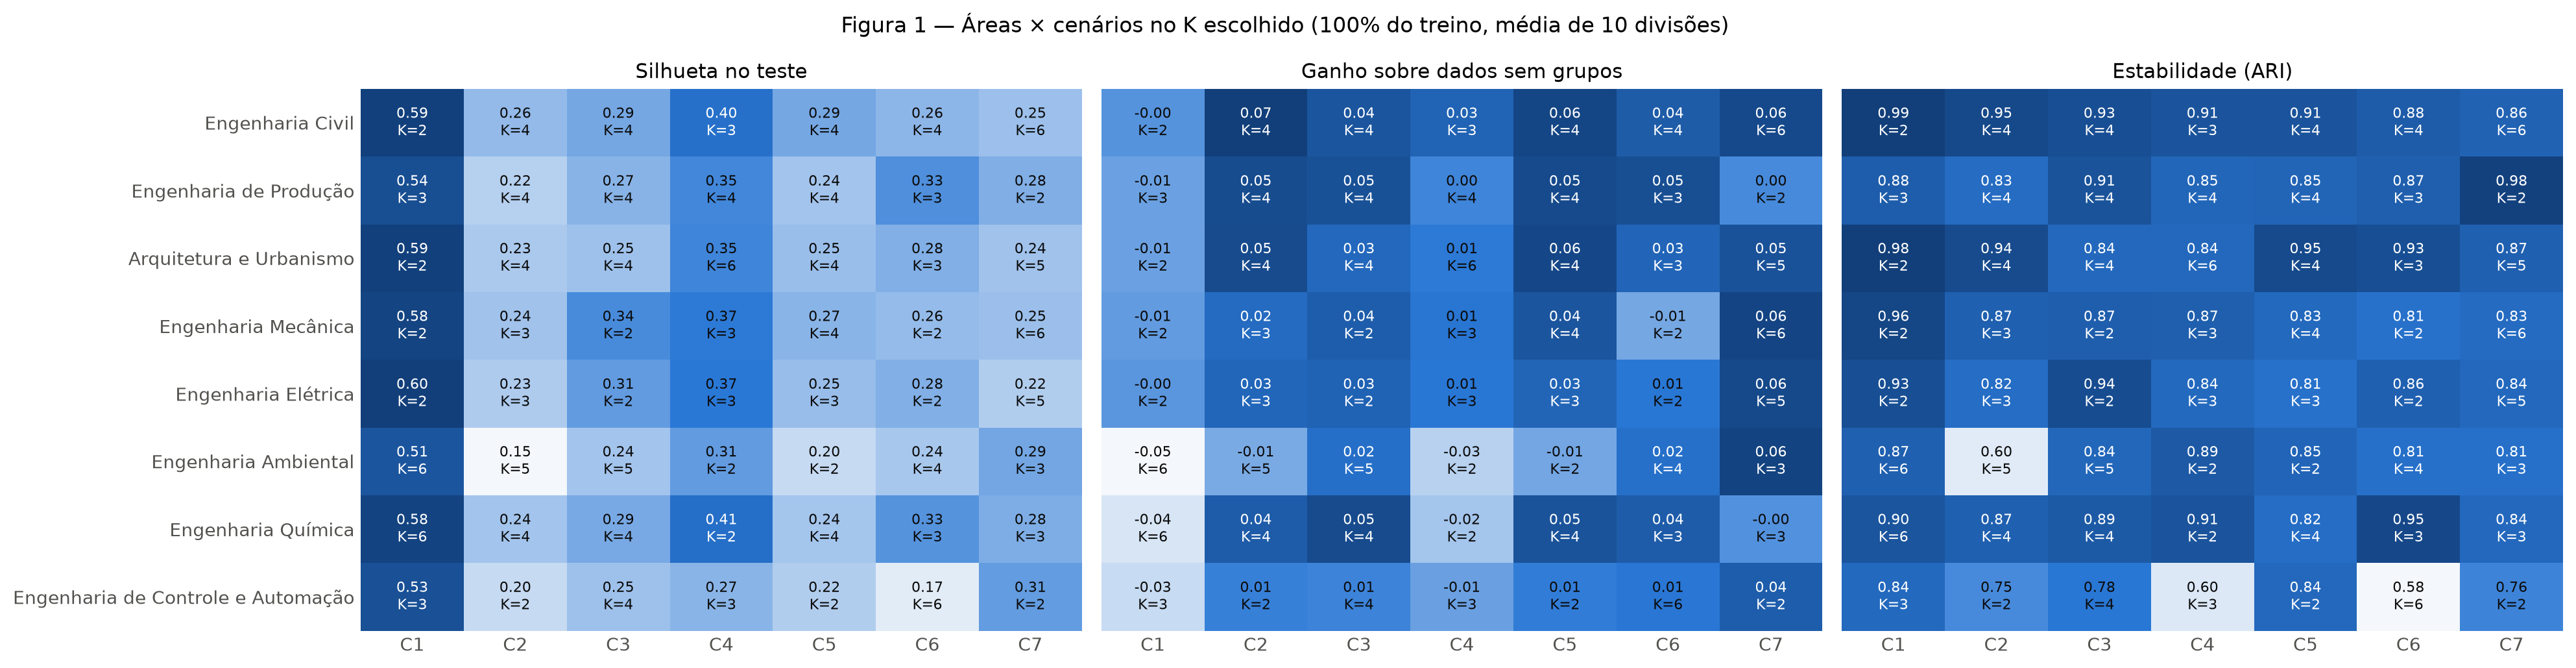 Figura 1 — Áreas × cenários no K escolhido (100% do treino, média de 10 divisões)
Silhueta no teste Ganho sobre dados sem grupos Estabilidade (ARI)
Engenharia Civil 0.59 0.26 0.29 0.40 0.29 0.26 0.25 -0.00 0.07 0.04 0.03 0.06 0.04 0.06 0.99 0.95 0.93 0.91 0.91 0.88 0.86
K=2 K=4 K=4 K=3 K=4 K=4 K=6 K=2 K=4 K=4 K=3 K=4 K=4 K=6 K=2 K=4 K=4 K=3 K=4 K=4 K=6
Engenharia de Produção 0.54 0.22 0.27 0.35 0.24 0.33 0.28 -0.01 0.05 0.05 0.00 0.05 0.05 0.00 0.88 0.83 0.91 0.85 0.85 0.87 0.98
K=3 K=4 K=4 K=4 K=4 K=3 K=2 K=3 K=4 K=4 K=4 K=4 K=3 K=2 K=3 K=4 K=4 K=4 K=4 K=3 K=2
Arquitetura e Urbanismo 0.59 0.23 0.25 0.35 0.25 0.28 0.24 -0.01 0.05 0.03 0.01 0.06 0.03 0.05 0.98 0.94 0.84 0.84 0.95 0.93 0.87
K=2 K=4 K=4 K=6 K=4 K=3 K=5 K=2 K=4 K=4 K=6 K=4 K=3 K=5 K=2 K=4 K=4 K=6 K=4 K=3 K=5
Engenharia Mecânica 0.58 0.24 0.34 0.37 0.27 0.26 0.25 -0.01 0.02 0.04 0.01 0.04 -0.01 0.06 0.96 0.87 0.87 0.87 0.83 0.81 0.83
K=2 K=3 K=2 K=3 K=4 K=2 K=6 K=2 K=3 K=2 K=3 K=4 K=2 K=6 K=2 K=3 K=2 K=3 K=4 K=2 K=6
Engenharia Elétrica 0.60 0.23 0.31 0.37 0.25 0.28 0.22 -0.00 0.03 0.03 0.01 0.03 0.01 0.06 0.93 0.82 0.94 0.84 0.81 0.86 0.84
K=2 K=3 K=2 K=3 K=3 K=2 K=5 K=2 K=3 K=2 K=3 K=3 K=2 K=5 K=2 K=3 K=2 K=3 K=3 K=2 K=5
Engenharia Ambiental 0.51 0.15 0.24 0.31 0.20 0.24 0.29 -0.05 -0.01 0.02 -0.03 -0.01 0.02 0.06 0.87 0.60 0.84 0.89 0.85 0.81 0.81
K=6 K=5 K=5 K=2 K=2 K=4 K=3 K=6 K=5 K=5 K=2 K=2 K=4 K=3 K=6 K=5 K=5 K=2 K=2 K=4 K=3
Engenharia Química 0.58 0.24 0.29 0.41 0.24 0.33 0.28 -0.04 0.04 0.05 -0.02 0.05 0.04 -0.00 0.90 0.87 0.89 0.91 0.82 0.95 0.84
K=6 K=4 K=4 K=2 K=4 K=3 K=3 K=6 K=4 K=4 K=2 K=4 K=3 K=3 K=6 K=4 K=4 K=2 K=4 K=3 K=3
Engenharia de Controle e Automação 0.53 0.20 0.25 0.27 0.22 0.17 0.31 -0.03 0.01 0.01 -0.01 0.01 0.01 0.04 0.84 0.75 0.78 0.60 0.84 0.58 0.76
K=3 K=2 K=4 K=3 K=2 K=6 K=2 K=3 K=2 K=4 K=3 K=2 K=6 K=2 K=3 K=2 K=4 K=3 K=2 K=6 K=2
C1 C2 C3 C4 C5 C6 C7 C1 C2 C3 C4 C5 C6 C7 C1 C2 C3 C4 C5 C6 C7